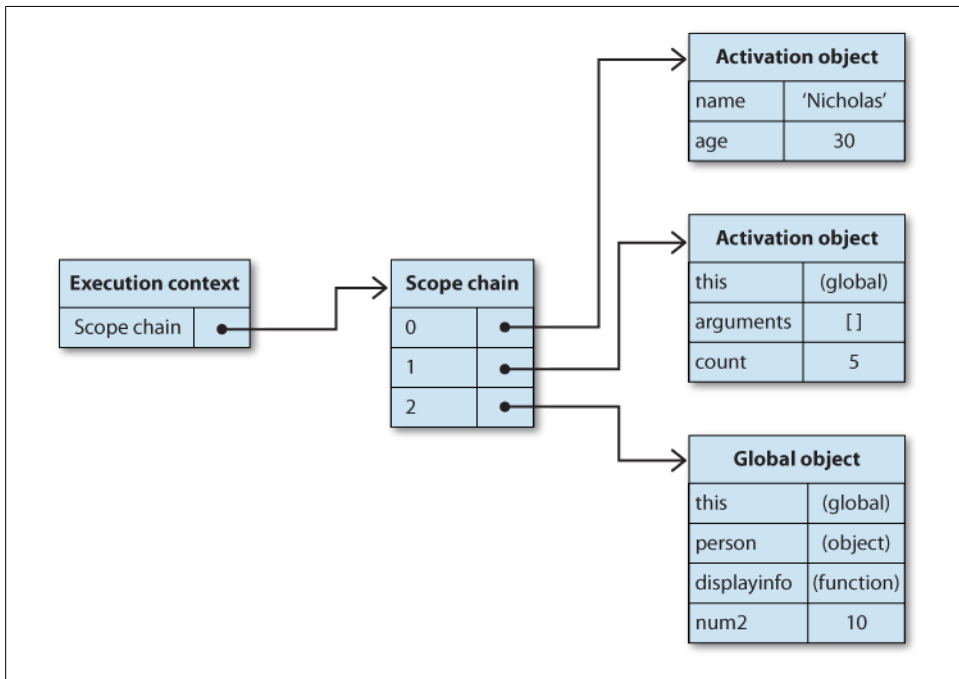 Activation object
name 'Nicholas'
age 30
Activation object
this (global)
arguments [ ]
count 5
Execution context
Scope chain
Scope chain
0
1
2
Global object
this (global)
person (object)
displayinfo (function)
num2 10